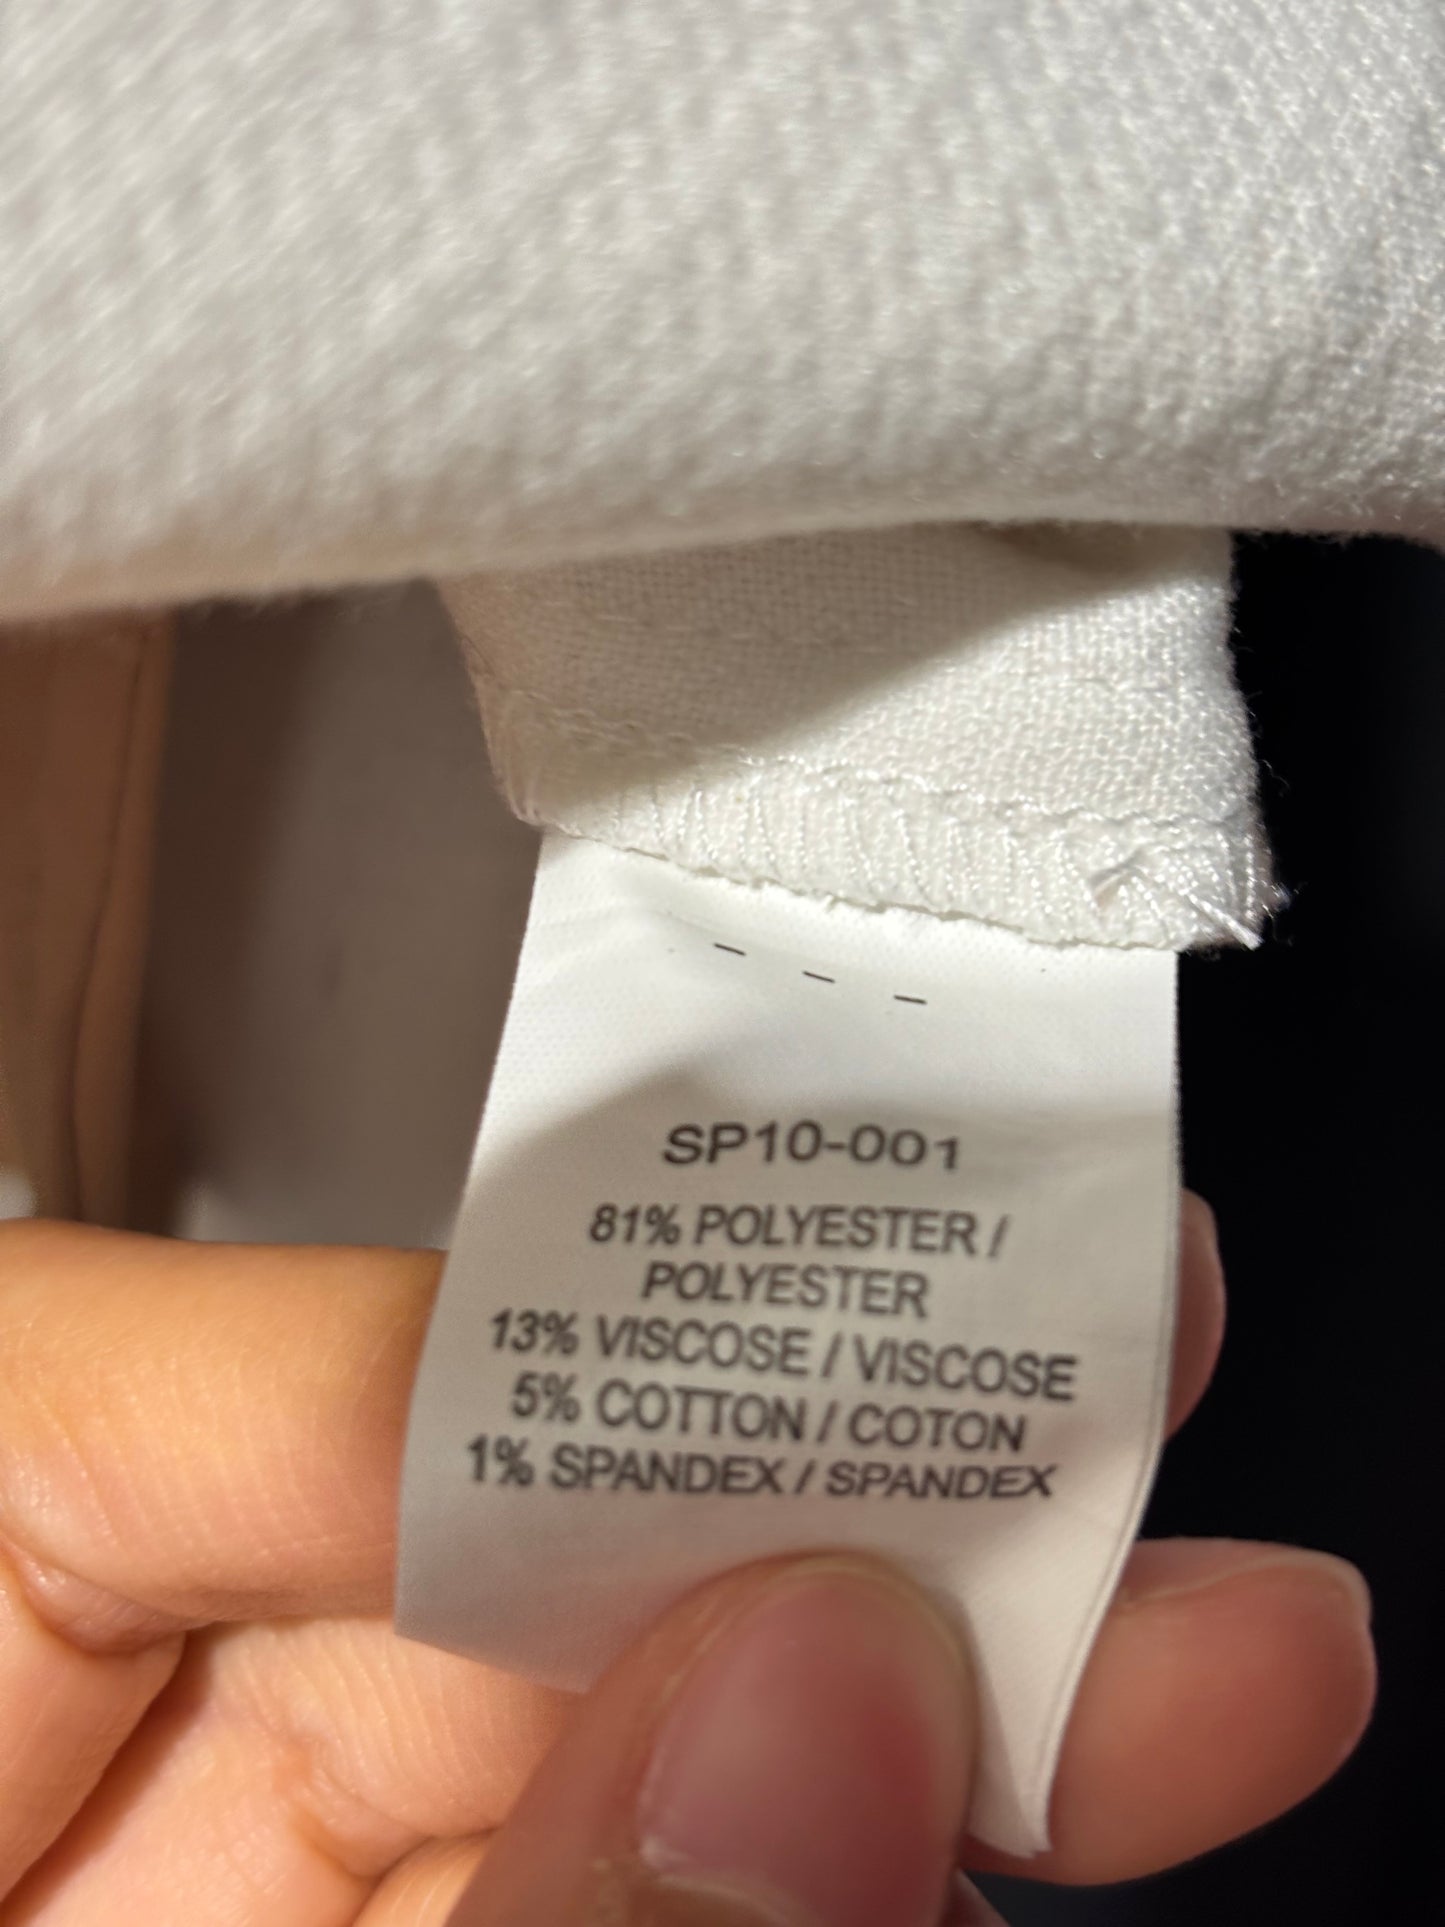 SP10-001
81% POLYESTER /
POLYESTER
13% VISCOSE / VISCOSE
5% COTTON / COTON
1% SPANDEX / SPANDEX